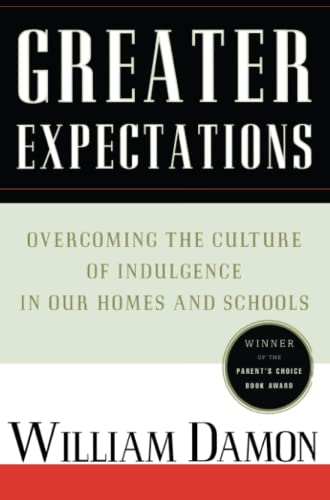 GREATER
EXPECTATIONS
OVERCOMING THE CULTURE
OF INDULGENCE
IN OUR HOMES AND SCHOOLS
WINNER
OF THE
PARENT'S CHOICE
BOOK AWARD
WILLIAM DAMON